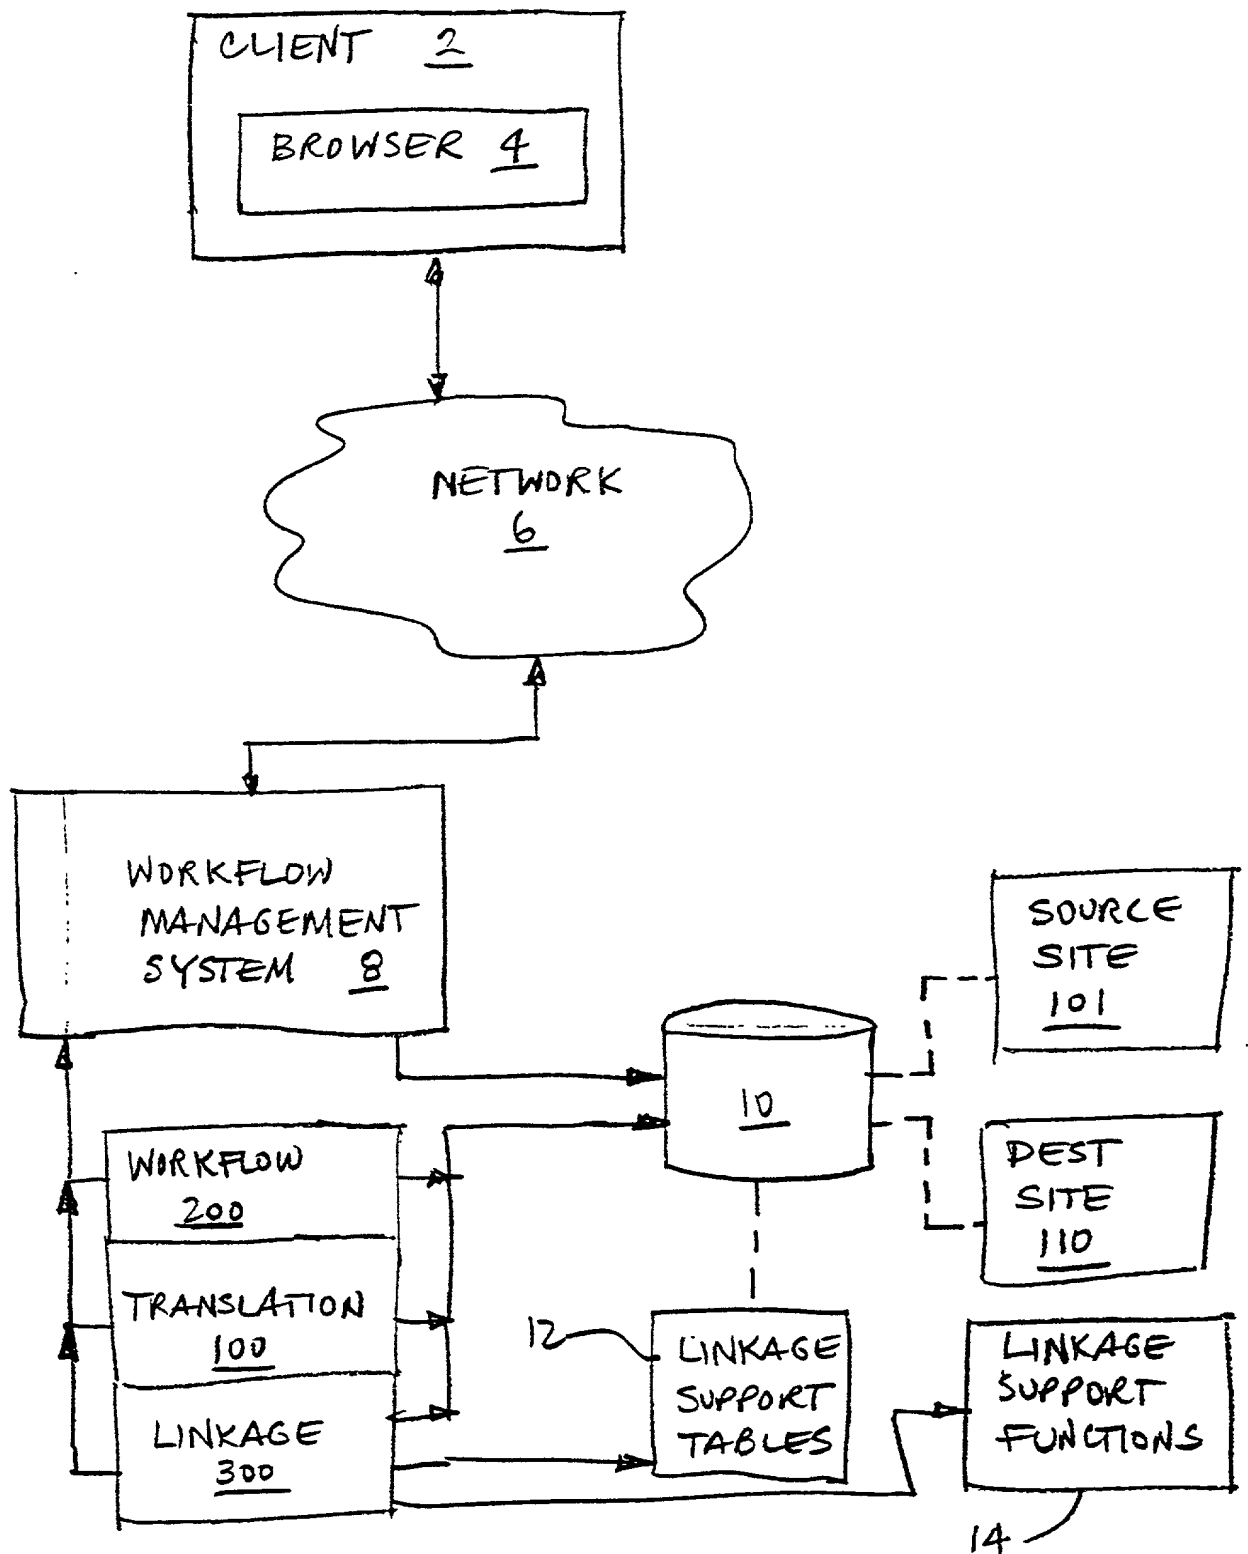 CLIENT 2
BROWSER 4
NETWORK
6
WORKFLOW
MANAGEMENT
SYSTEM 8
SOURCE
SITE
101
10
DEST
SITE
110
WORKFLOW
200
TRANSLATION
100
LINKAGE
300
12
LINKAGE
SUPPORT
TABLES
LINKAGE
SUPPORT
FUNCTIONS
14